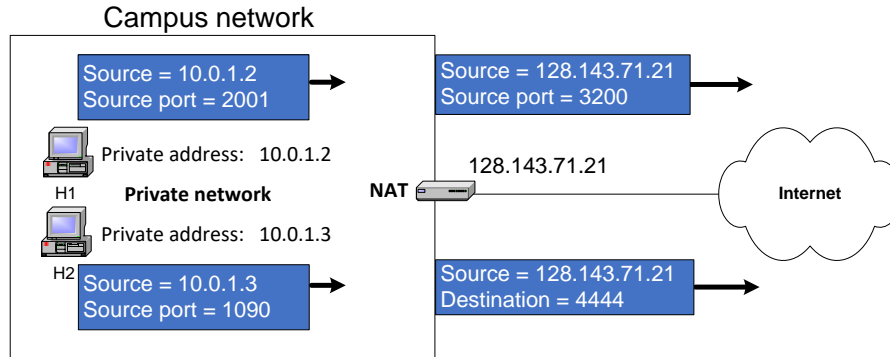 Campus network
Source = 10.0.1.2
Source port = 2001
Source = 128.143.71.21
Source port = 3200
Private address: 10.0.1.2
H1
Private network
NAT
128.143.71.21
Internet
Private address: 10.0.1.3
H2
Source = 10.0.1.3
Source port = 1090
Source = 128.143.71.21
Destination = 4444